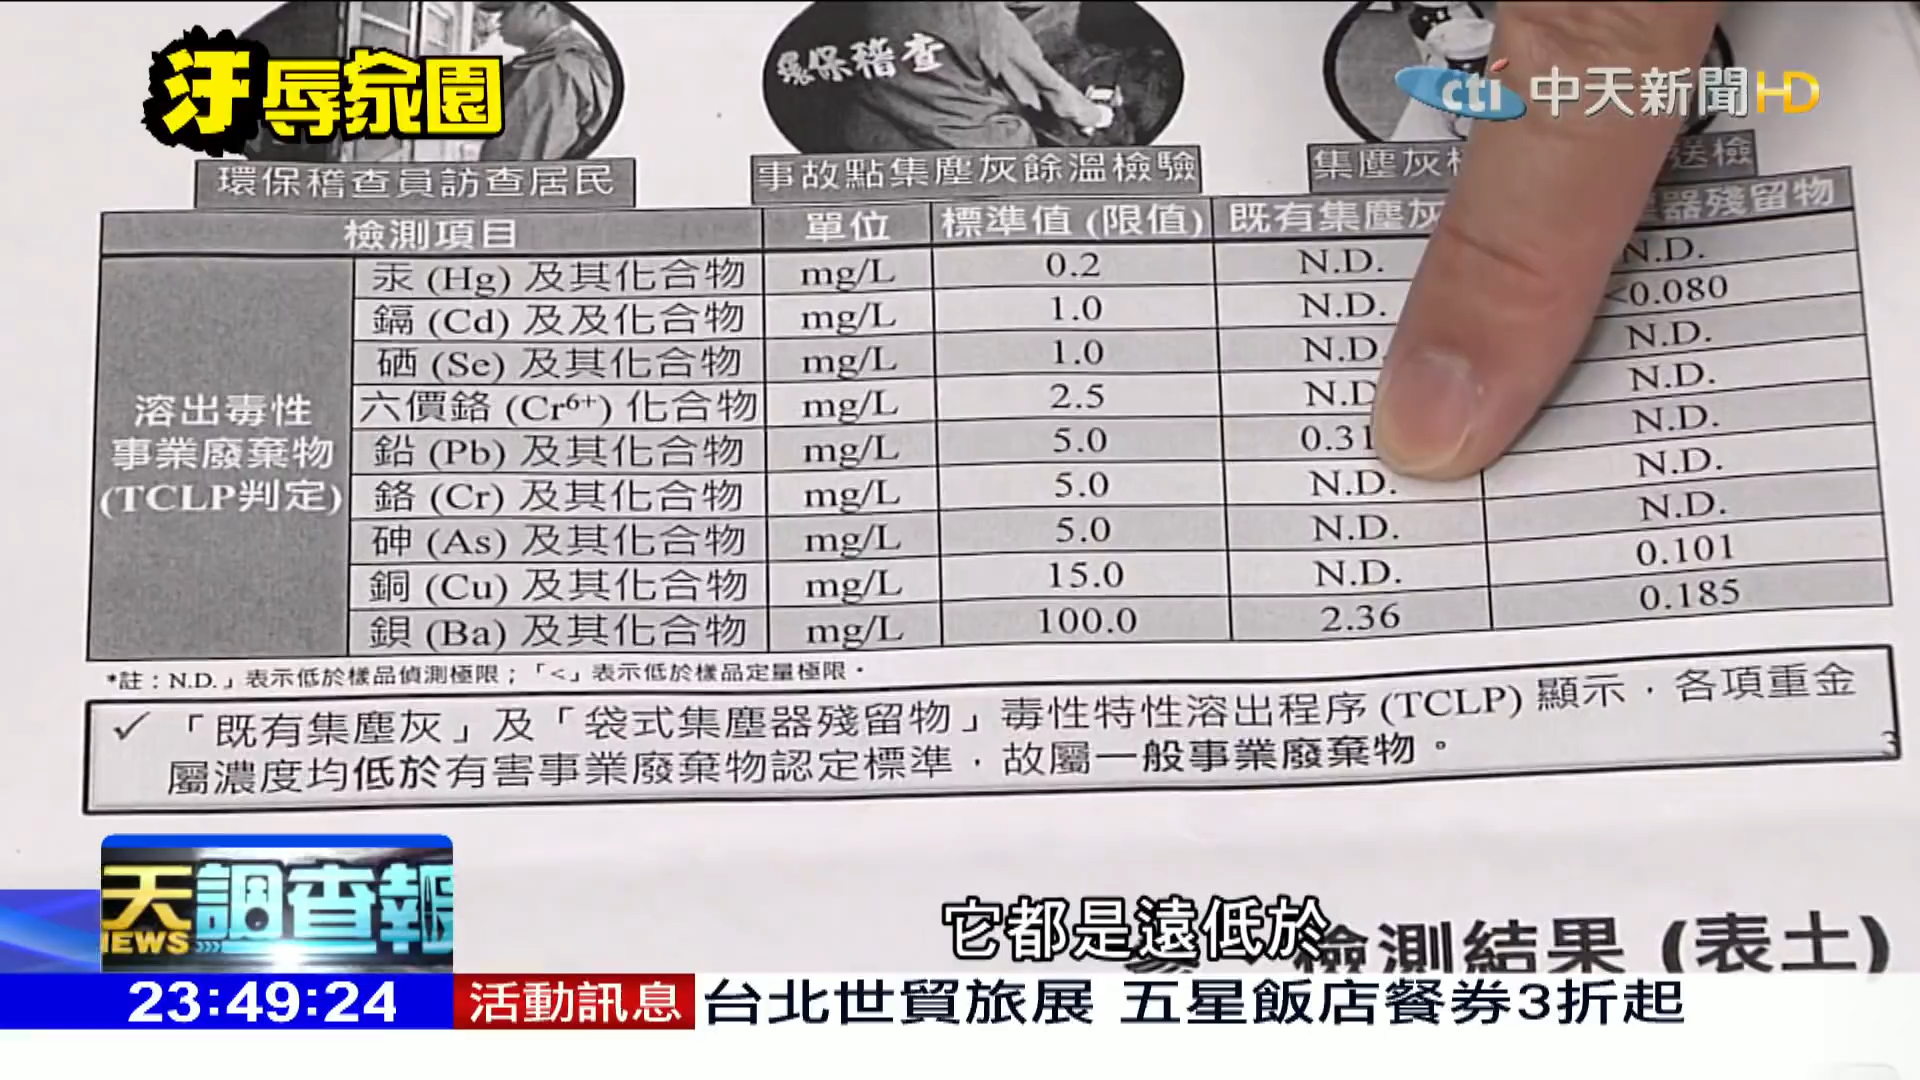 汙辱家園
cti 中天新聞HD
環保稽查
環保稽查員訪查居民
事故點集塵灰餘溫檢驗
集塵灰 送檢
檢測項目 單位 標準值 (限值) 既有集塵灰 器殘留物
溶出毒性
事業廢棄物
(TCLP判定)
汞 (Hg) 及其化合物 mg/L 0.2 N.D. N.D.
鎘 (Cd) 及及化合物 mg/L 1.0 N.D. <0.080
硒 (Se) 及其化合物 mg/L 1.0 N.D. N.D.
六價鉻 (Cr6+) 化合物 mg/L 2.5 N.D N.D.
鉛 (Pb) 及其化合物 mg/L 5.0 0.31 N.D.
鉻 (Cr) 及其化合物 mg/L 5.0 N.D. N.D.
砷 (As) 及其化合物 mg/L 5.0 N.D. N.D.
銅 (Cu) 及其化合物 mg/L 15.0 N.D. 0.101
鋇 (Ba) 及其化合物 mg/L 100.0 2.36 0.185
*註：N.D.」表示低於樣品偵測極限；「<」表示低於樣品定量極限。
✓ 「既有集塵灰」及「袋式集塵器殘留物」毒性特性溶出程序 (TCLP) 顯示，各項重金
屬濃度均低於有害事業廢棄物認定標準，故屬一般事業廢棄物。
3
檢測結果 (表土)
它都是遠低於
天調查報
NEWS
23:49:24 活動訊息 台北世貿旅展 五星飯店餐券3折起